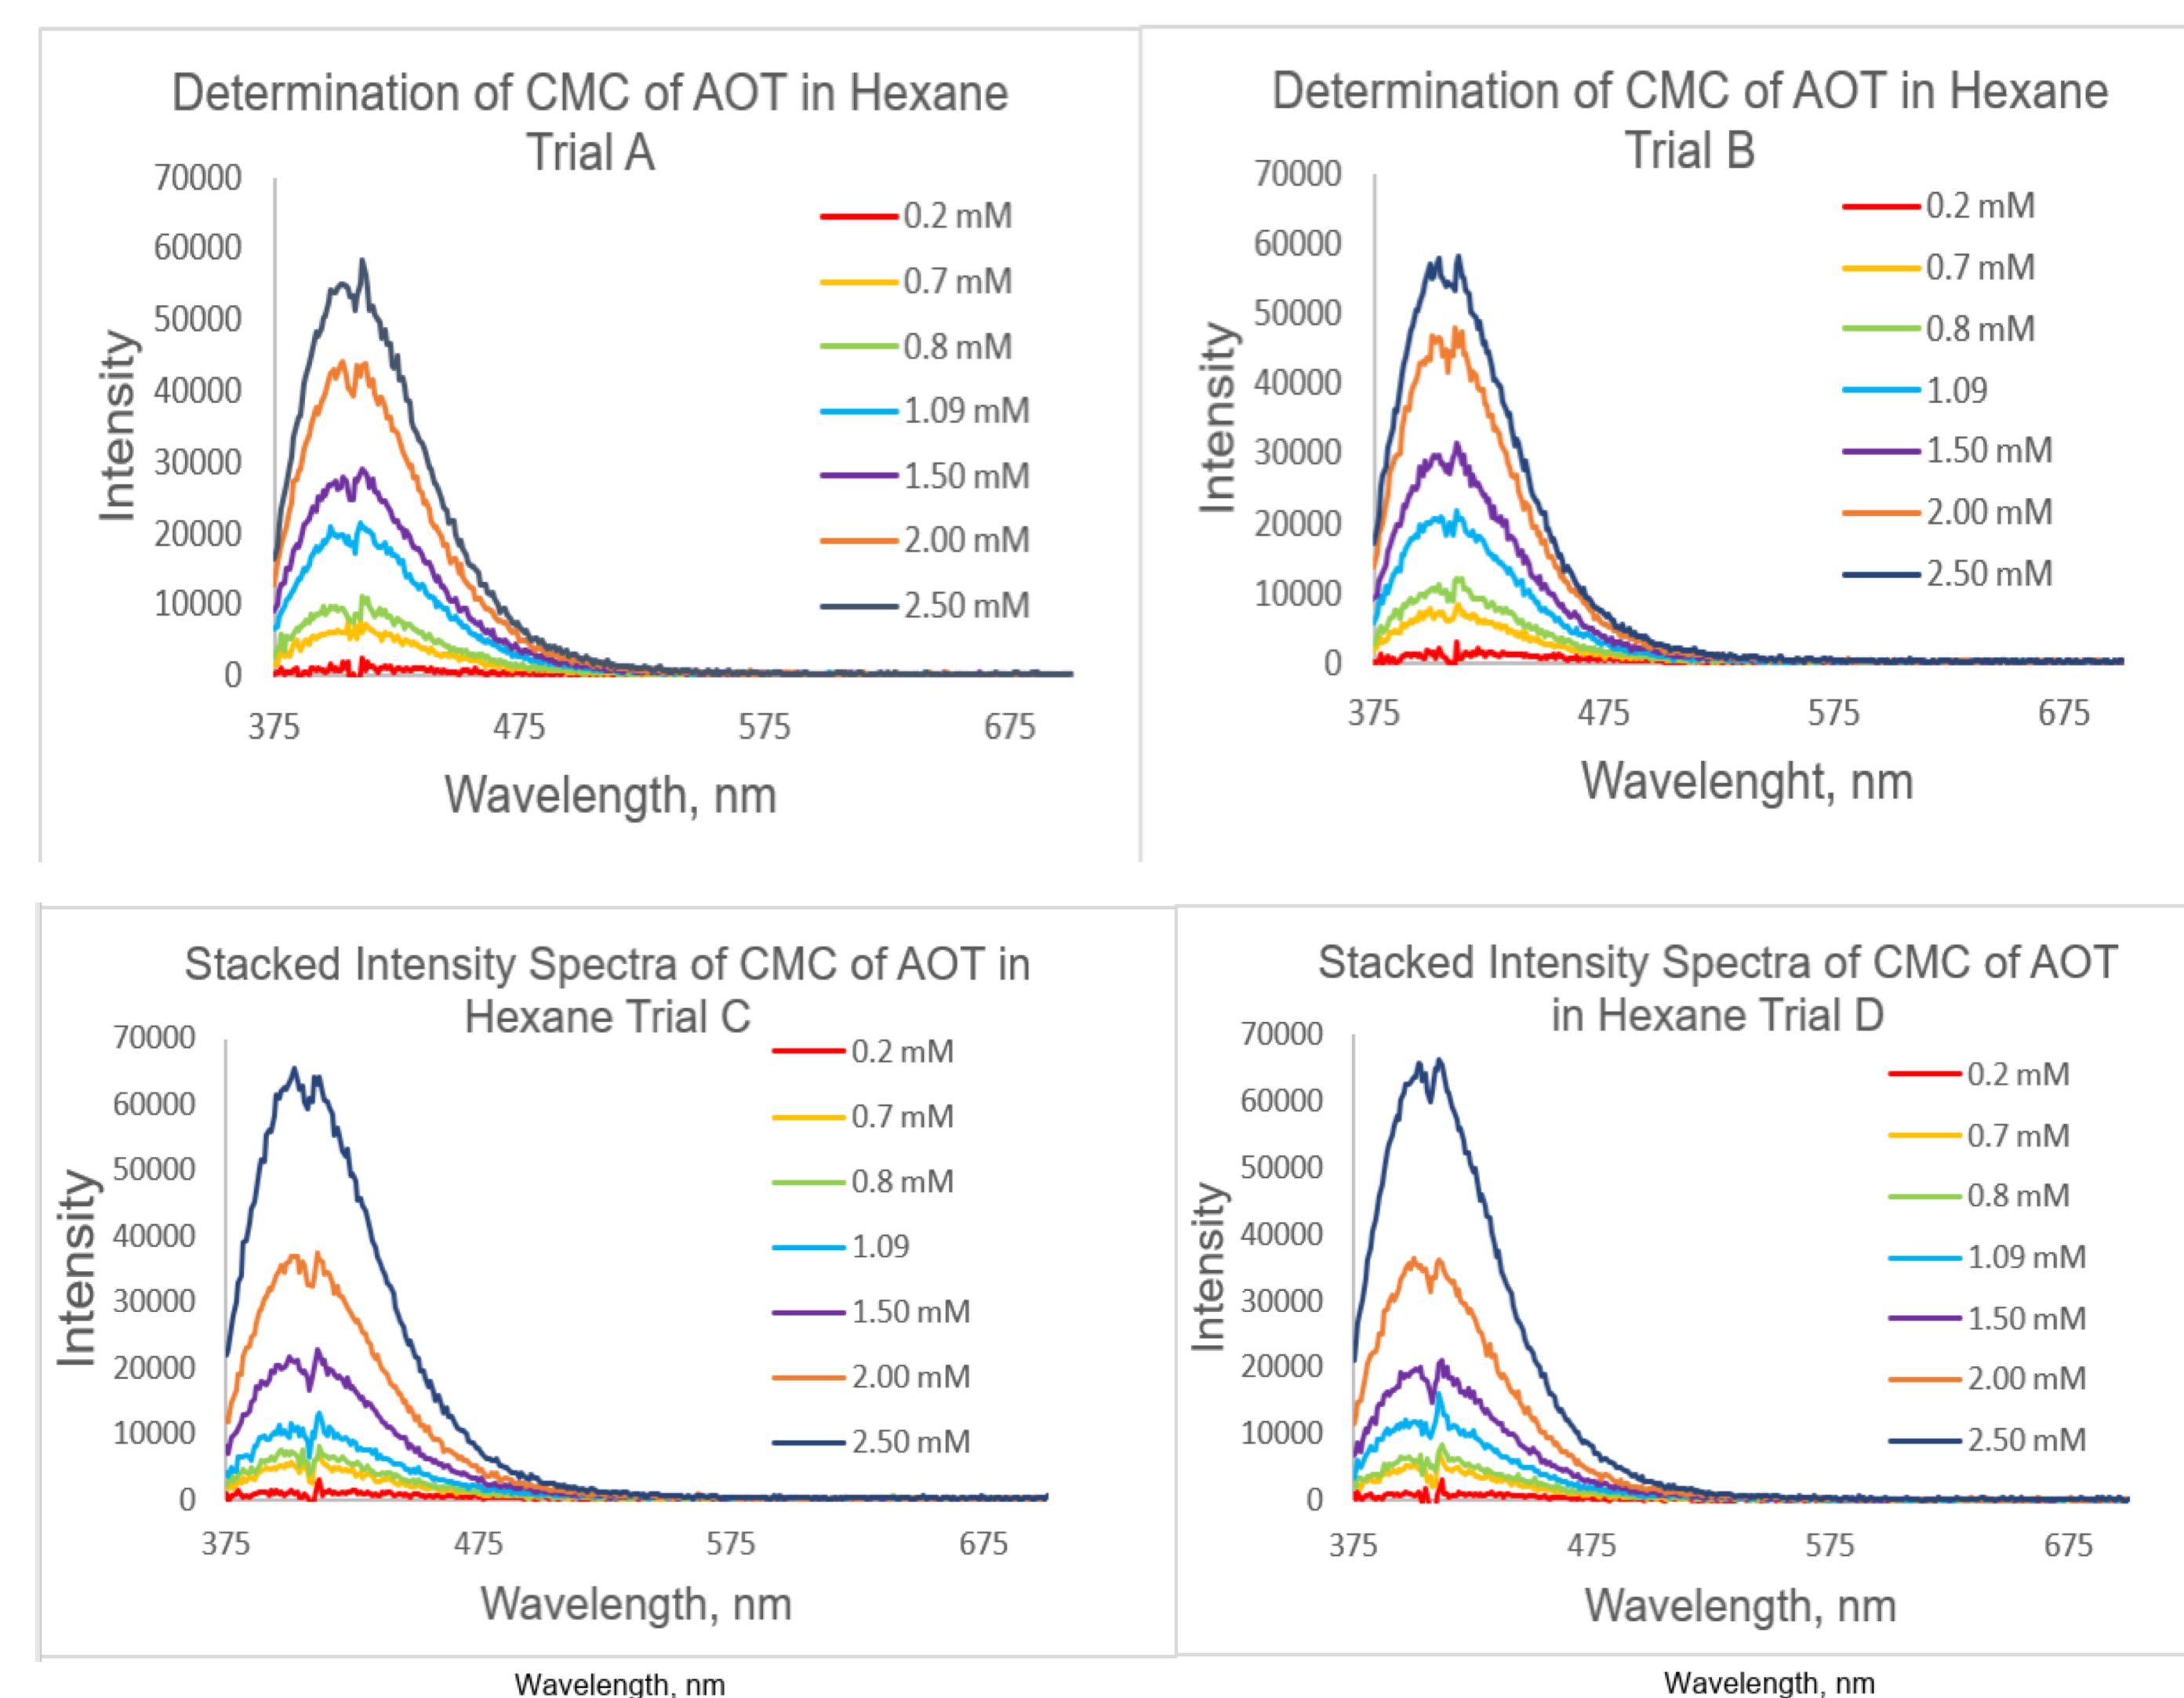 Determination of CMC of AOT in Hexane
Trial A
70000
60000
50000
40000
30000
20000
10000
0
Intensity
375
475
575
675
Wavelength, nm
0.2 mM
0.7 mM
0.8 mM
1.09 mM
1.50 mM
2.00 mM
2.50 mM
Determination of CMC of AOT in Hexane
Trial B
70000
60000
50000
40000
30000
20000
10000
0
Intensity
375
475
575
675
Wavelenght, nm
0.2 mM
0.7 mM
0.8 mM
1.09
1.50 mM
2.00 mM
2.50 mM
Stacked Intensity Spectra of CMC of AOT in
Hexane Trial C
70000
60000
50000
40000
30000
20000
10000
0
Intensity
375
475
575
675
Wavelength, nm
0.2 mM
0.7 mM
0.8 mM
1.09
1.50 mM
2.00 mM
2.50 mM
Stacked Intensity Spectra of CMC of AOT
in Hexane Trial D
70000
60000
50000
40000
30000
20000
10000
0
Intensity
375
475
575
675
Wavelength, nm
0.2 mM
0.7 mM
0.8 mM
1.09 mM
1.50 mM
2.00 mM
2.50 mM
Wavelength, nm
Wavelength, nm